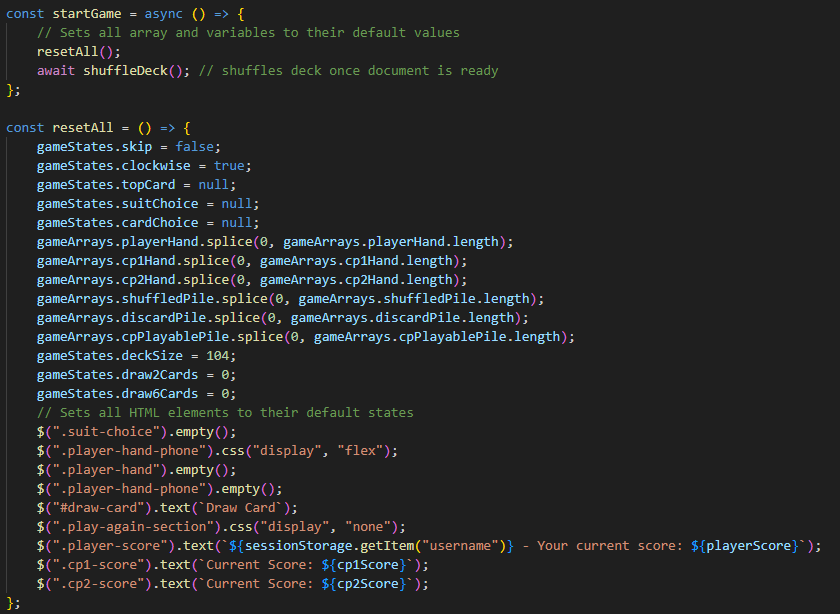 const startGame = async () => {
    // Sets all array and variables to their default values
    resetAll();
    await shuffleDeck(); // shuffles deck once document is ready
};

const resetAll = () => {
    gameStates.skip = false;
    gameStates.clockwise = true;
    gameStates.topCard = null;
    gameStates.suitChoice = null;
    gameStates.cardChoice = null;
    gameArrays.playerHand.splice(0, gameArrays.playerHand.length);
    gameArrays.cp1Hand.splice(0, gameArrays.cp1Hand.length);
    gameArrays.cp2Hand.splice(0, gameArrays.cp2Hand.length);
    gameArrays.shuffledPile.splice(0, gameArrays.shuffledPile.length);
    gameArrays.discardPile.splice(0, gameArrays.discardPile.length);
    gameArrays.cpPlayablePile.splice(0, gameArrays.cpPlayablePile.length);
    gameStates.deckSize = 104;
    gameStates.draw2Cards = 0;
    gameStates.draw6Cards = 0;
    // Sets all HTML elements to their default states
    $(".suit-choice").empty();
    $(".player-hand-phone").css("display", "flex");
    $(".player-hand").empty();
    $(".player-hand-phone").empty();
    $("#draw-card").text(`Draw Card`);
    $(".play-again-section").css("display", "none");
    $(".player-score").text(`${sessionStorage.getItem("username")} - Your current score: ${playerScore}`);
    $(".cp1-score").text(`Current Score: ${cp1Score}`);
    $(".cp2-score").text(`Current Score: ${cp2Score}`);
};